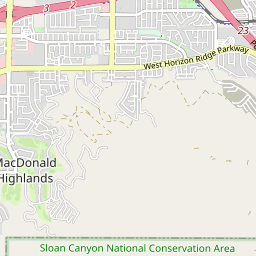 3
2
23
West Horizon Ridge Parkway
MacDonald
Highlands
Sloan Canyon National Conservation Area